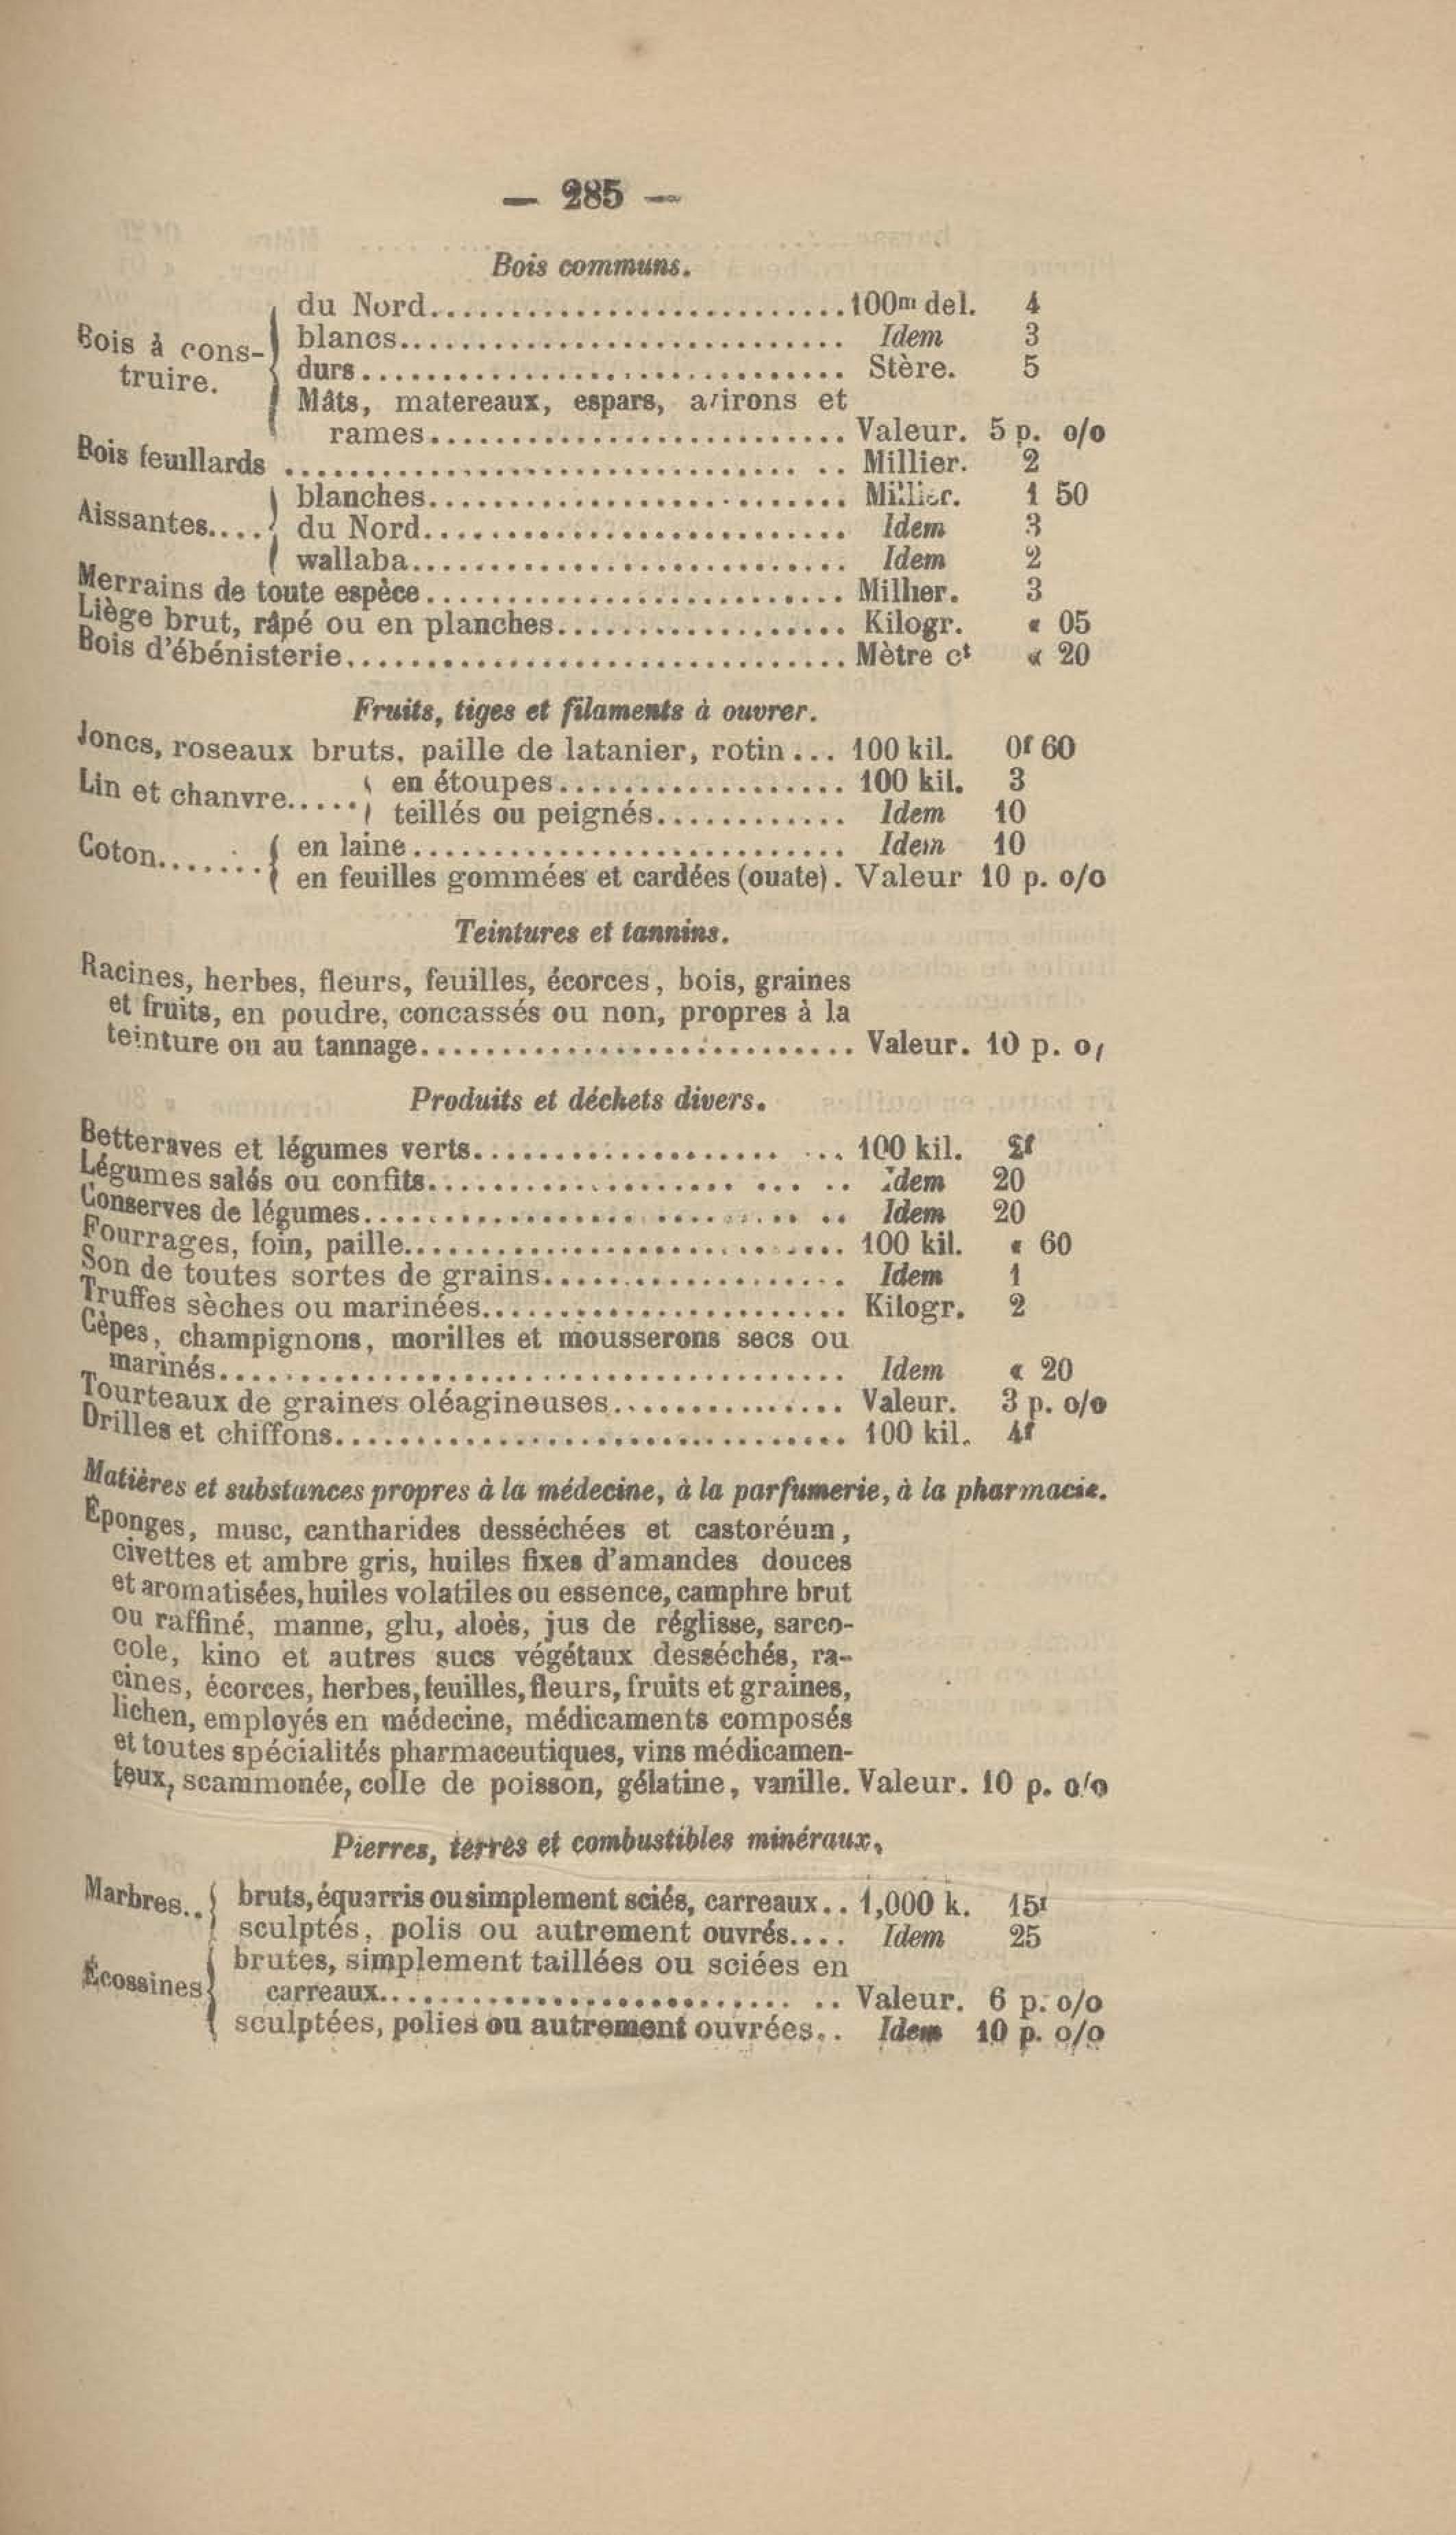 — 285 —
Bois communs.
du Nord........................... 100m del. 4
Bois à cons- blancs............................ Idem 3
truire. durs.............................. Stère. 5
Mâts, matereaux, espars, avirons et
rames.......................... Valeur. 5 p. o/o
Bois feuillards .................................. Millier. 2
blanches.......................... Millier. 1 50
Aissantes.... du Nord........................... Idem 3
wallaba........................... Idem 2
Merrains de toute espèce.......................... Millier. 3
Liège brut, râpé ou en planches.................. Kilogr. « 05
Bois d'ébénisterie............................... Mètre ct « 20
Fruits, tiges et filaments à ouvrer.
Joncs, roseaux bruts, paille de latanier, rotin... 100 kil. 0f 60
Lin et chanvre..... en étoupes.................. 100 kil. 3
teillés ou peignés............ Idem 10
Coton....... en laine........................... Idem 10
en feuilles gommées et cardées (ouate). Valeur 10 p. o/o
Teintures et tannins.
Racines, herbes, fleurs, feuilles, écorces, bois, graines
et fruits, en poudre, concassés ou non, propres à la
teinture ou au tannage........................... Valeur. 10 p. o/
Produits et déchets divers.
Betteraves et légumes verts....................... 100 kil. 2f
Légumes salés ou confits.......................... Idem 20
Conserves de légumes.............................. Idem 20
Fourrages, foin, paille........................... 100 kil. « 60
Son de toutes sortes de grains................... Idem 1
Truffes sèches ou marinées....................... Kilogr. 2
Cèpes, champignons, morilles et mousserons secs ou
marinés....................................... Idem « 20
Tourteaux de graines oléagineuses............... Valeur. 3 p. o/o
Drilles et chiffons................................ 100 kil. 4f
Matières et substances propres à la médecine, à la parfumerie, à la pharmacie.
Éponges, musc, cantharides desséchées et castoréum,
civettes et ambre gris, huiles fixes d'amandes douces
et aromatisées, huiles volatiles ou essence, camphre brut
ou raffiné, manne, glu, aloès, jus de réglisse, sarco-
cole, kino et autres sucs végétaux desséchés, ra-
cines, écorces, herbes, feuilles, fleurs, fruits et graines,
lichen, employés en médecine, médicaments composés
et toutes spécialités pharmaceutiques, vins médicamen-
teux, scammonée, colle de poisson, gélatine, vanille. Valeur. 10 p. o/o
Pierres, terres et combustibles minéraux.
Marbres.. bruts, équarris ou simplement sciés, carreaux.. 1,000 k. 15f
sculptés, polis ou autrement ouvrés.... Idem 25
brutes, simplement taillées ou sciées en
Écossines carreaux............................ Valeur. 6 p. o/o
sculptées, polies ou autrement ouvrées.. Idem 10 p. o/o